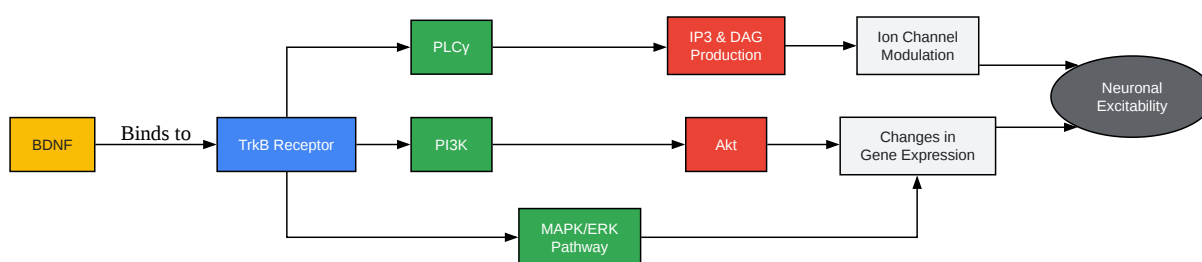 PLCγ
IP3 & DAG
Production
Ion Channel
Modulation
Neuronal
Excitability
BDNF
Binds to
TrkB Receptor
PI3K
Akt
Changes in
Gene Expression
MAPK/ERK
Pathway